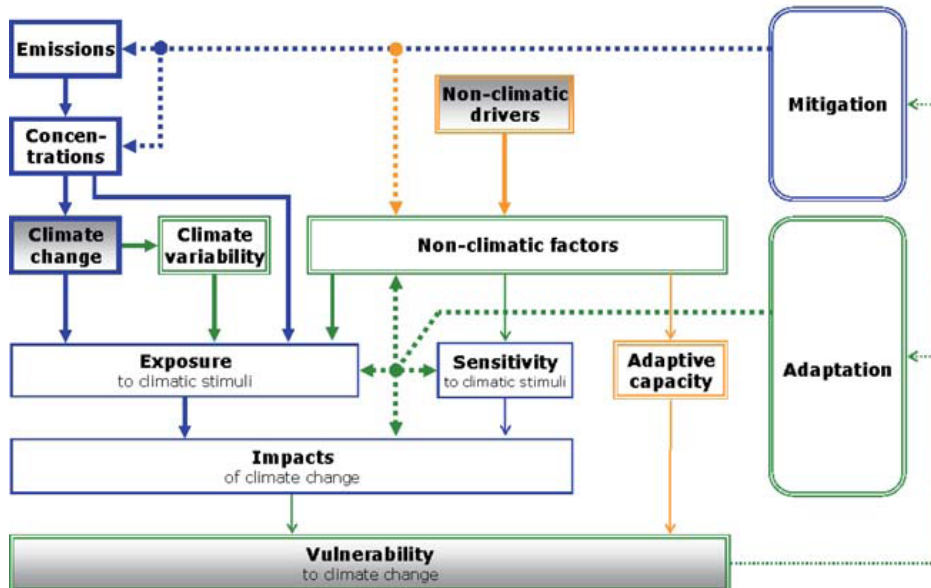 Emissions
Mitigation
Non-climatic
drivers
Concen-
trations
Climate
change
Climate
variability
Non-climatic factors
Exposure
to climatic stimuli
Sensitivity
to climatic stimuli
Adaptive
capacity
Adaptation
Impacts
of climate change
Vulnerability
to climate change